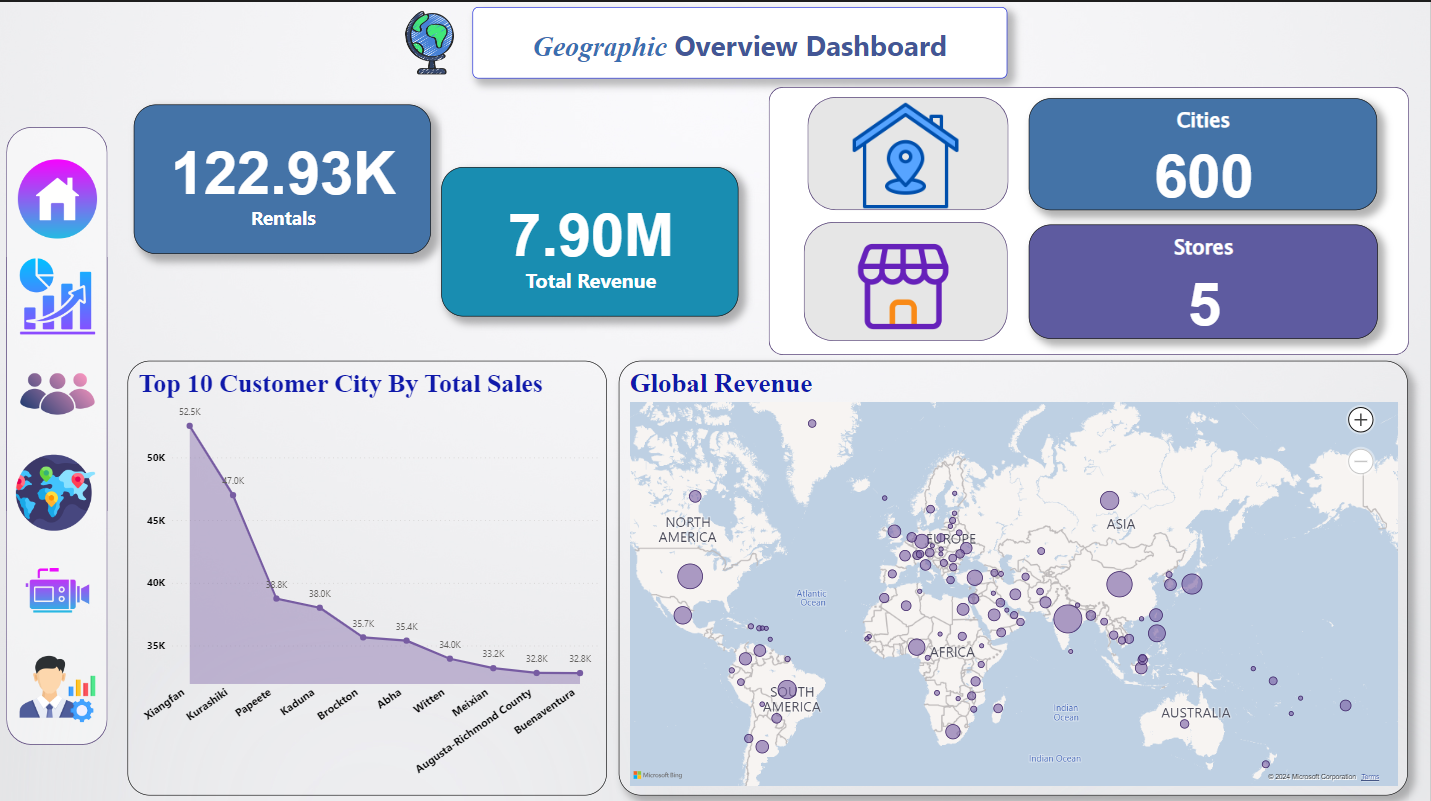 Geographic Overview Dashboard
122.93K
Rentals
7.90M
Total Revenue
Cities
600
Stores
5
Top 10 Customer City By Total Sales
52.5K
47.0K
38.8K
38.0K
35.7K
35.4K
34.0K
33.2K
32.8K
32.8K
50K
45K
40K
35K
Xiangfan
Kurashiki
Papeete
Kaduna
Brockton
Abha
Witten
Meixian
Augusta-Richmond County
Buenaventura
Global Revenue
NORTH
AMERICA
EUROPE
ASIA
Atlantic
Ocean
AFRICA
SOUTH
AMERICA
Indian
Ocean
AUSTRALIA
Indian Ocean
Microsoft Bing
© 2024 Microsoft Corporation Terms